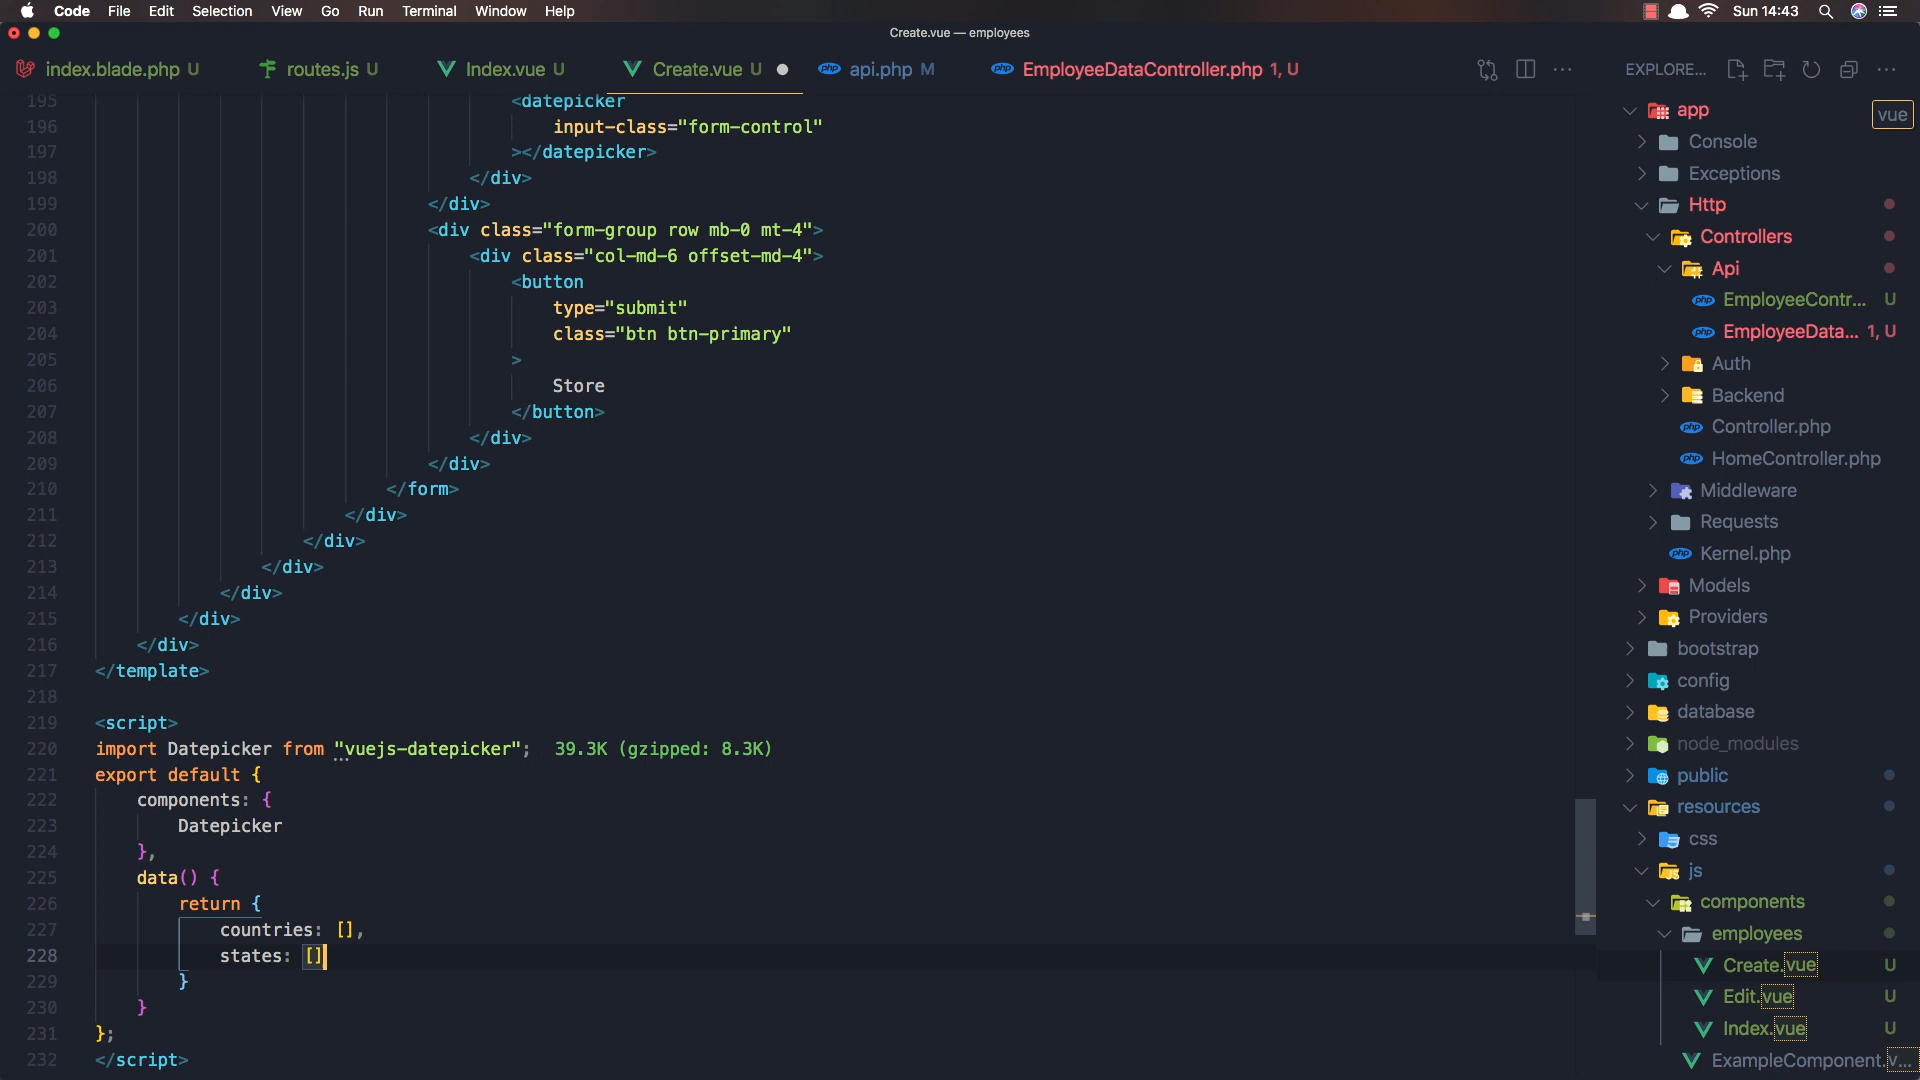 Code File Edit Selection View Go Run Terminal Window Help Sun 14:43
Create.vue — employees
index.blade.php U routes.js U Index.vue U Create.vue U api.php M EmployeeDataController.php 1, U
195 <datepicker
196 input-class="form-control"
197 ></datepicker>
198 </div>
199 </div>
200 <div class="form-group row mb-0 mt-4">
201 <div class="col-md-6 offset-md-4">
202 <button
203 type="submit"
204 class="btn btn-primary"
205 >
206 Store
207 </button>
208 </div>
209 </div>
210 </form>
211 </div>
212 </div>
213 </div>
214 </div>
215 </div>
216 </div>
217 </template>
218
219 <script>
220 import Datepicker from "vuejs-datepicker"; 39.3K (gzipped: 8.3K)
221 export default {
222 components: {
223 Datepicker
224 },
225 data() {
226 return {
227 countries: [],
228 states: []
229 }
230 }
231 };
232 </script>
EXPLORE...
vue
app
Console
Exceptions
Http
Controllers
Api
EmployeeContr... U
EmployeeData... 1, U
Auth
Backend
Controller.php
HomeController.php
Middleware
Requests
Kernel.php
Models
Providers
bootstrap
config
database
node_modules
public
resources
css
js
components
employees
Create.vue U
Edit.vue U
Index.vue U
ExampleComponent.v...